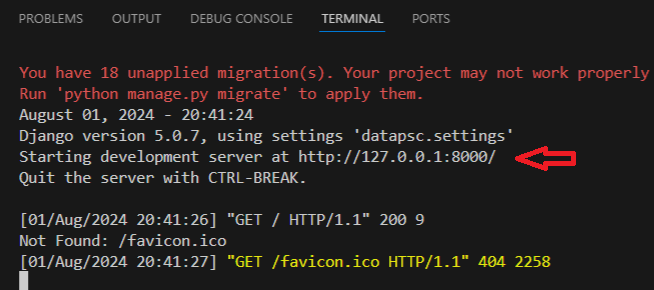 PROBLEMS OUTPUT DEBUG CONSOLE TERMINAL PORTS
You have 18 unapplied migration(s). Your project may not work properly
Run 'python manage.py migrate' to apply them.
August 01, 2024 - 20:41:24
Django version 5.0.7, using settings 'datapsc.settings'
Starting development server at http://127.0.0.1:8000/
Quit the server with CTRL-BREAK.
[01/Aug/2024 20:41:26] "GET / HTTP/1.1" 200 9
Not Found: /favicon.ico
[01/Aug/2024 20:41:27] "GET /favicon.ico HTTP/1.1" 404 2258